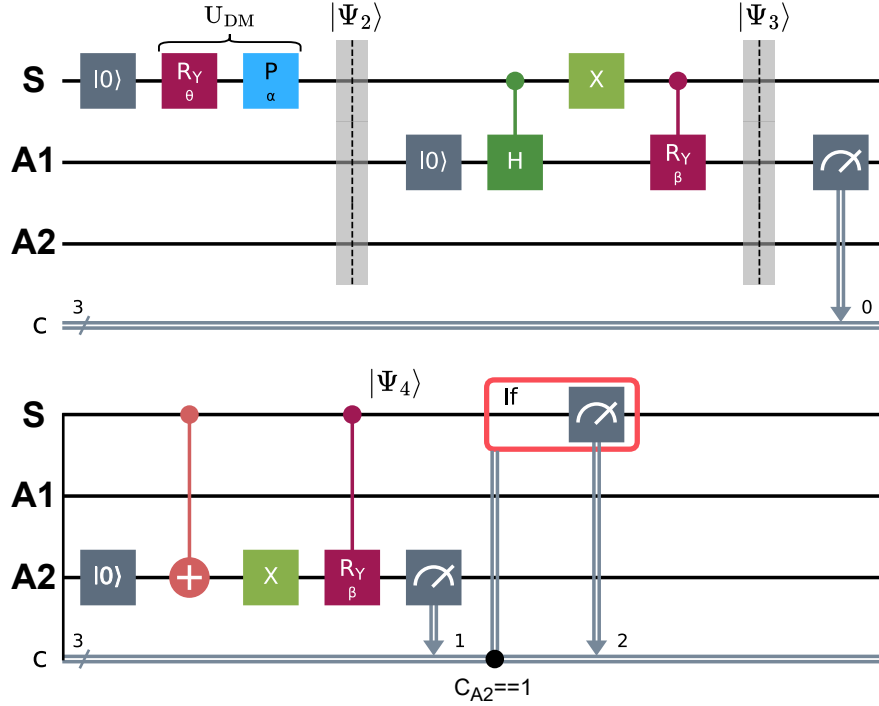 U_DM |Ψ₂⟩ |Ψ₃⟩
S |0⟩ R_Y θ P α X
A1 |0⟩ H R_Y β
A2
c 3 0
|Ψ₄⟩
S If
A1
A2 |0⟩ X R_Y β
c 3 1 2
C_A2==1